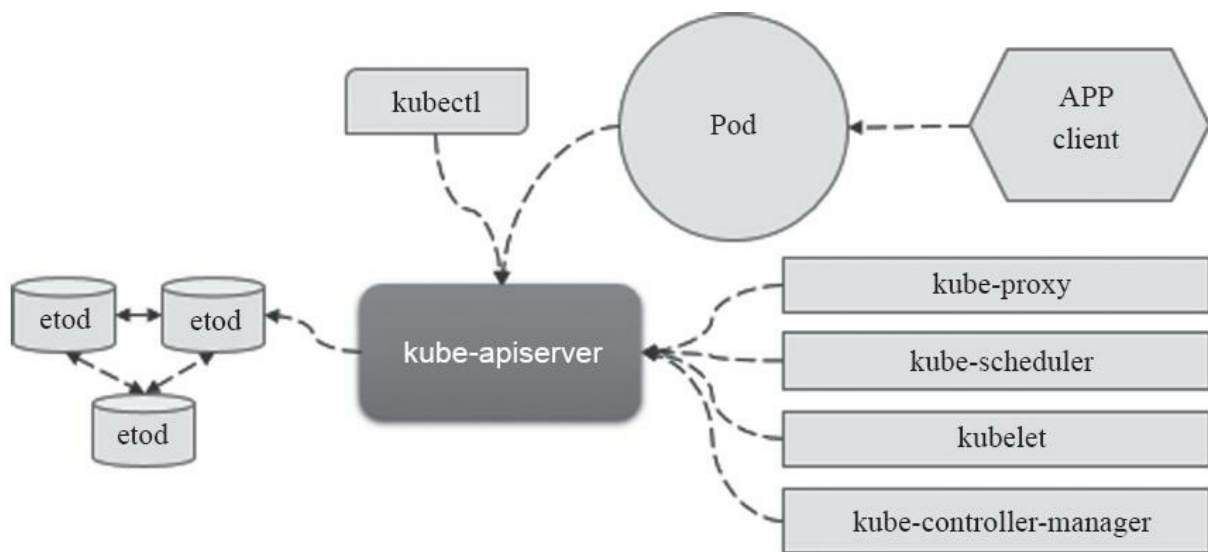 kubectl
Pod
APP
client
etod
etod
etod
kube-apiserver
kube-proxy
kube-scheduler
kubelet
kube-controller-manager